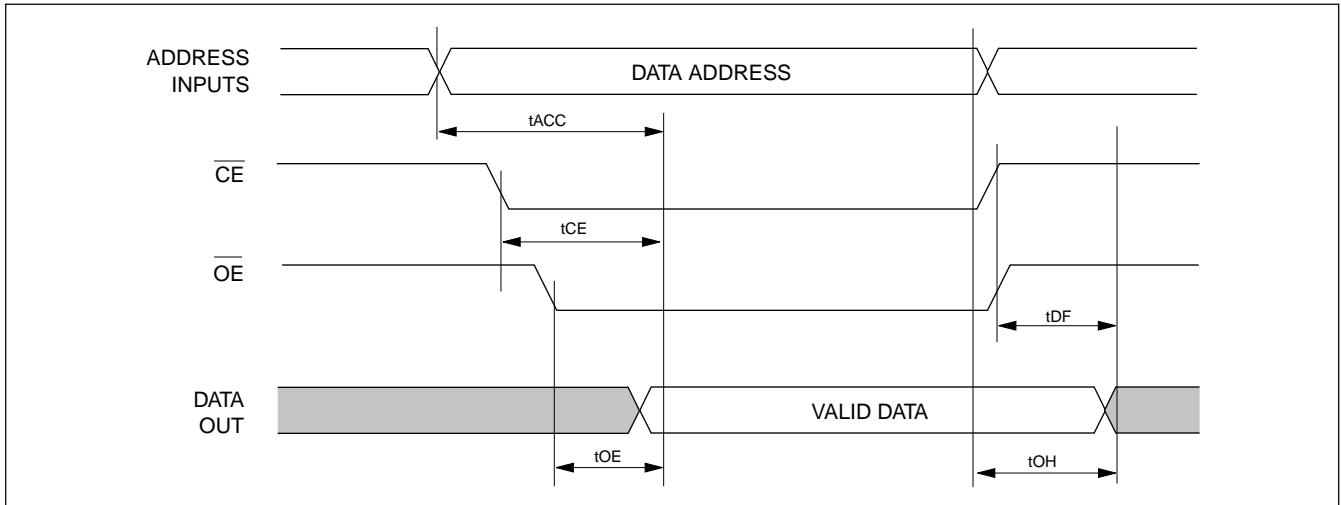 ADDRESS
INPUTS
DATA ADDRESS
tACC
CE
tCE
OE
tDF
DATA
OUT
VALID DATA
tOE
tOH